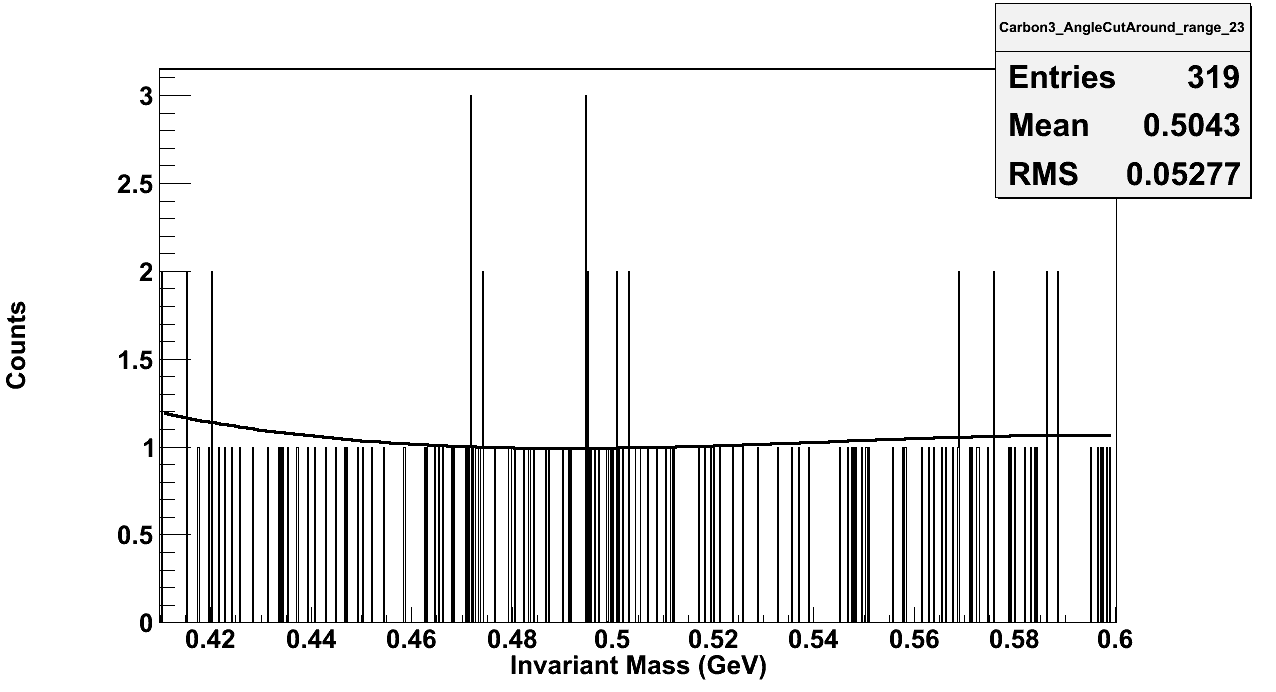 Carbon3_AngleCutAround_range_23
Entries 319
Mean 0.5043
RMS 0.05277
Counts
3
2.5
2
1.5
1
0.5
0
0.42 0.44 0.46 0.48 0.5 0.52 0.54 0.56 0.58 0.6
Invariant Mass (GeV)